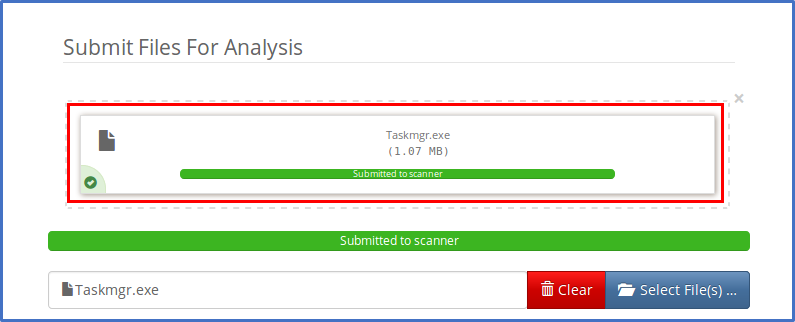 Submit Files For Analysis
×
Taskmgr.exe
(1.07 MB)
Submitted to scanner
Submitted to scanner
Taskmgr.exe
Clear
Select File(s) ...